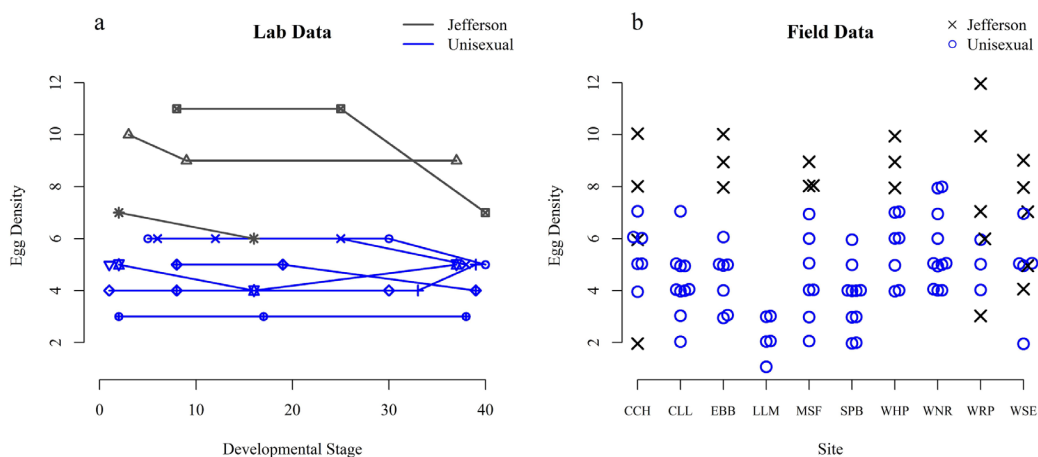 a
Lab Data
Jefferson
Unisexual
Egg Density
12
10
8
6
4
2
0
10
20
30
40
Developmental Stage
b
Field Data
Jefferson
Unisexual
Egg Density
12
10
8
6
4
2
CCH
CLL
EBB
LLM
MSF
SPB
WHP
WNR
WRP
WSE
Site